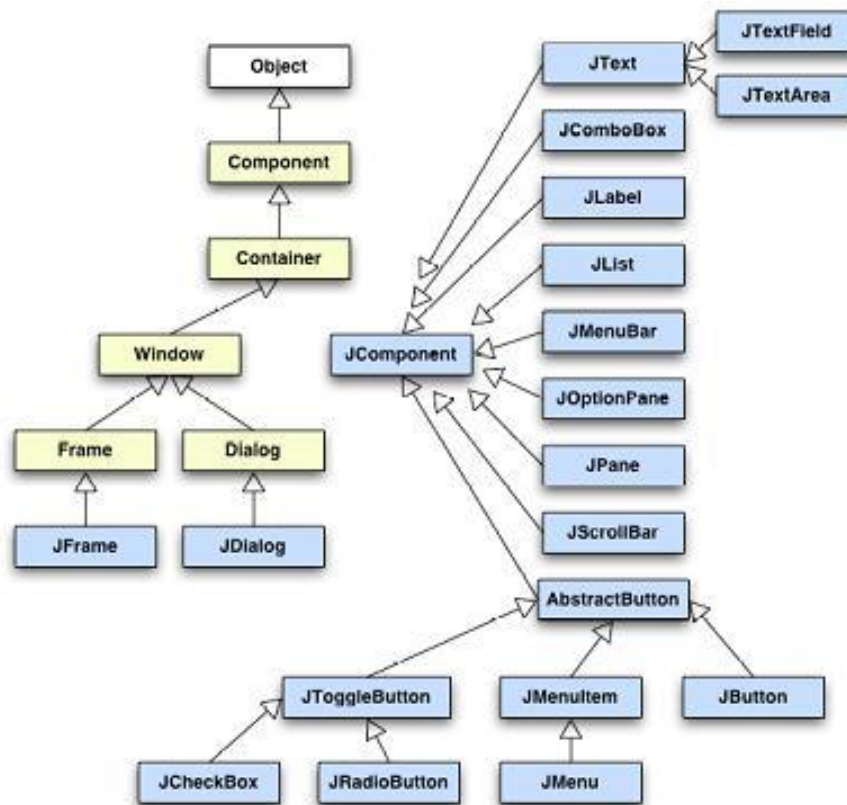 JTextField
Object
JText
JTextArea
JComboBox
Component
JLabel
Container
JList
JMenuBar
Window
JComponent
JOptionPane
Frame
Dialog
JPane
JFrame
JDialog
JScrollBar
AbstractButton
JToggleButton
JMenuItem
JButton
JCheckBox
JRadioButton
JMenu